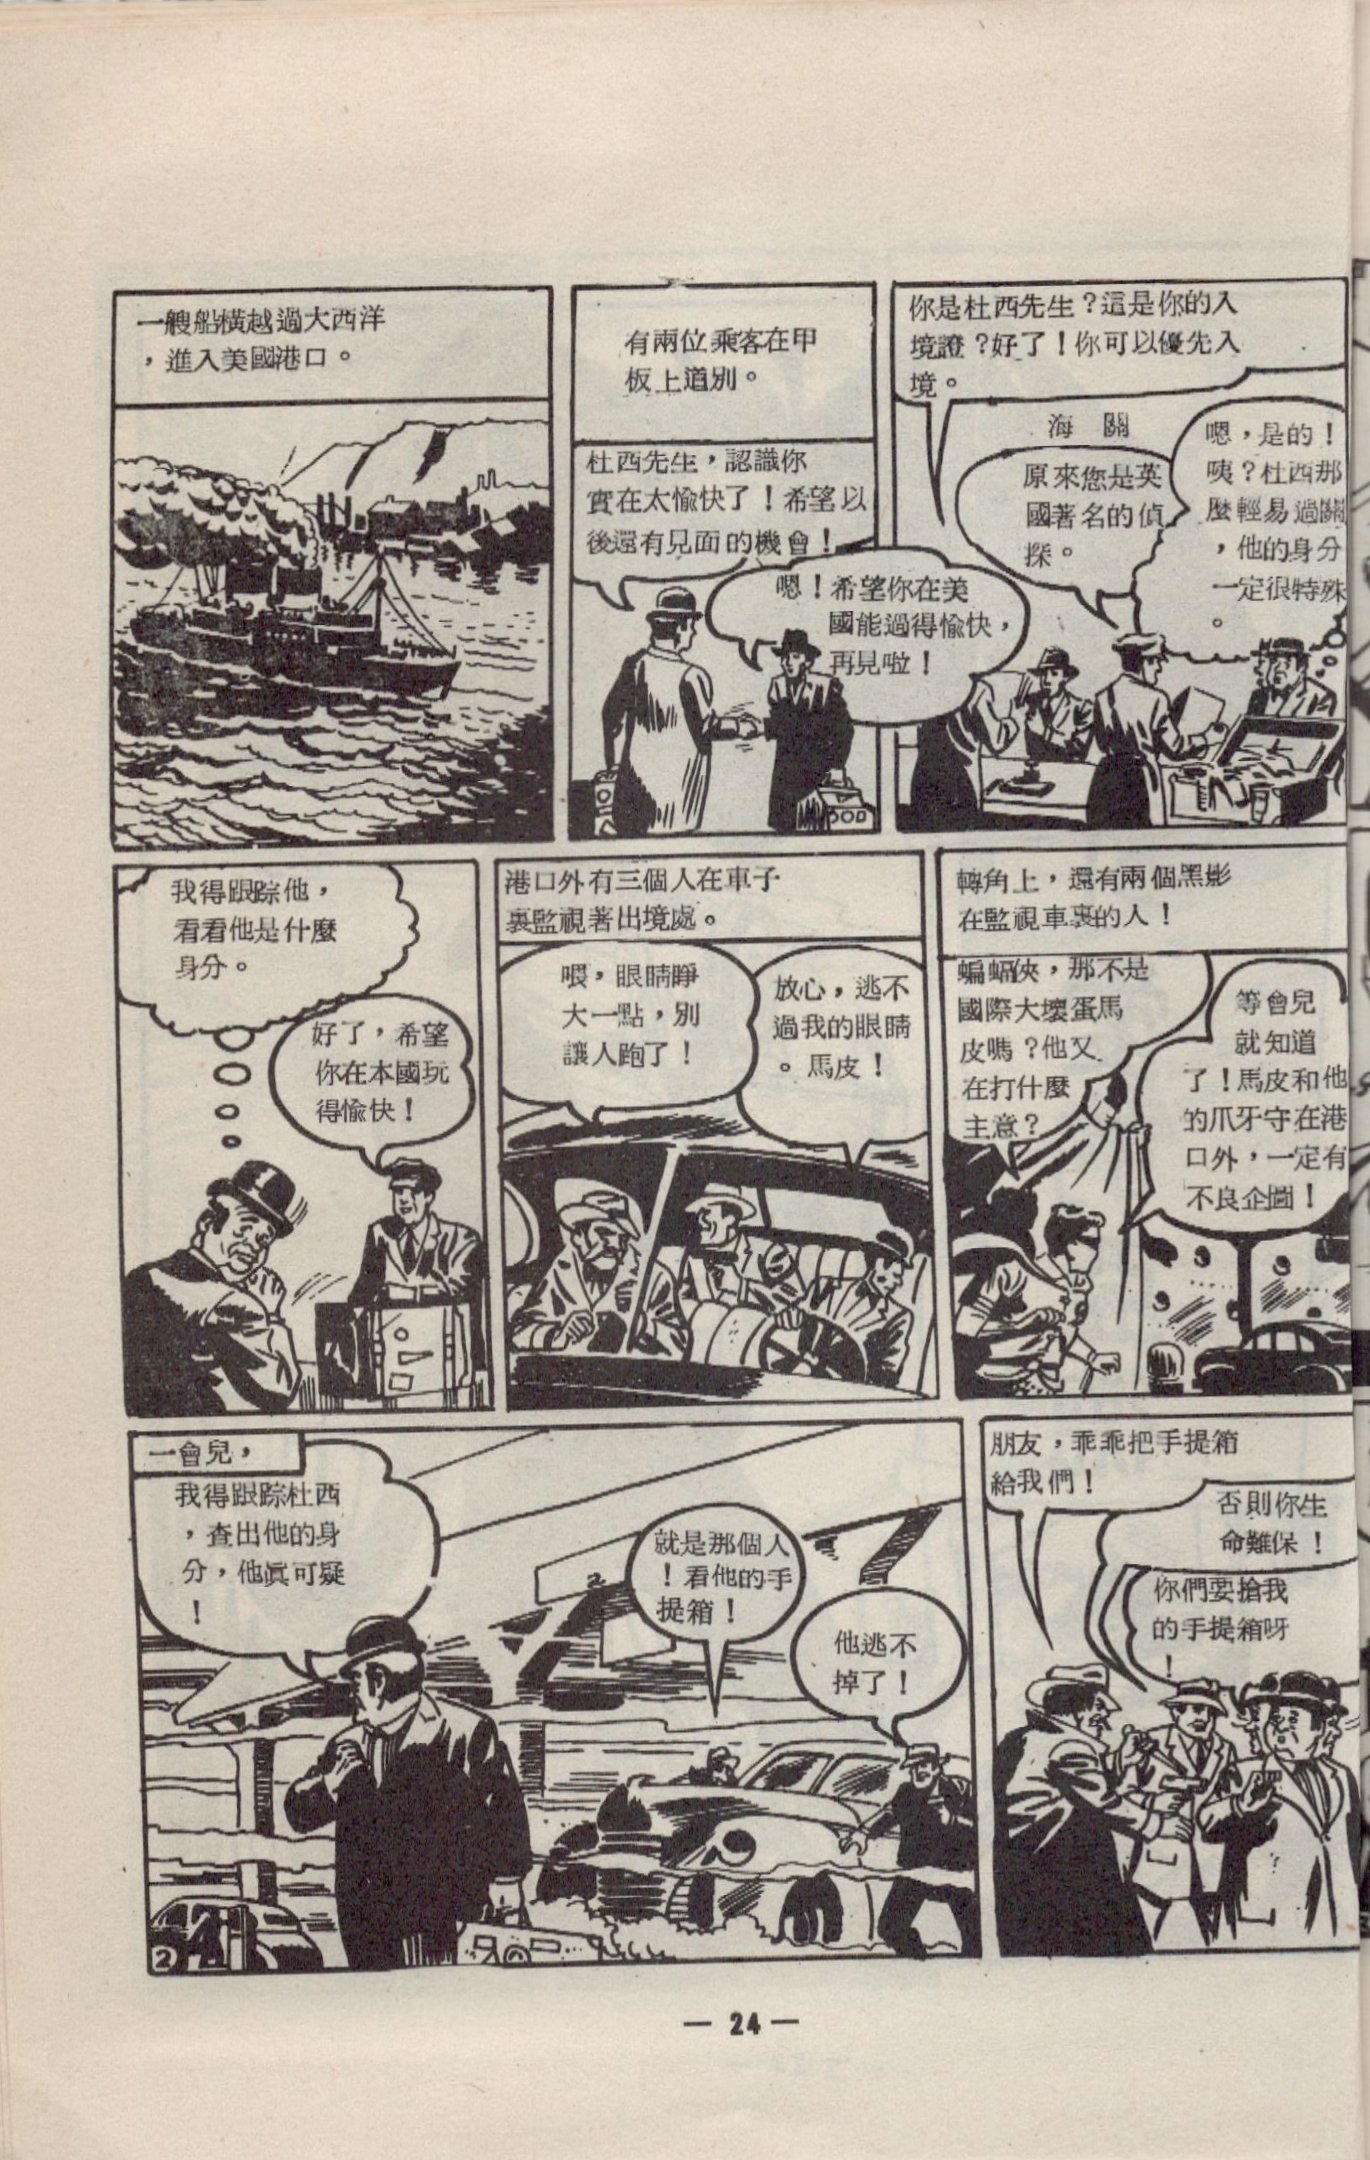 一艘船橫越過大西洋
，進入美國港口。
有兩位乘客在甲
板上道別。
杜西先生，認識你
實在太愉快了！希望以
後還有見面的機會！
嗯！希望你在美
國能過得愉快，
再見啦！
你是杜西先生？這是你的入
境證？好了！你可以優先入
境。
海關
原來您是英
國著名的偵
探。
嗯，是的！
咦？杜西那
麼輕易過關
，他的身分
一定很特殊
。
我得跟踪他，
看看他是什麼
身分。
好了，希望
你在本國玩
得愉快！
港口外有三個人在車子
裏監視著出境處。
喂，眼睛睜
大一點，別
讓人跑了！
放心，逃不
過我的眼睛
。馬皮！
轉角上，還有兩個黑影
在監視車裏的人！
蝙蝠俠，那不是
國際大壞蛋馬
皮嗎？他又
在打什麼
主意？
等會兒
就知道
了！馬皮和他
的爪牙守在港
口外，一定有
不良企圖！
一會兒，
我得跟踪杜西
，查出他的身
分，他眞可疑
！
就是那個人
！看他的手
提箱！
他逃不
掉了！
2
朋友，乖乖把手提箱
給我們！
否則你生
命難保！
你們要搶我
的手提箱呀
！
— 24 —